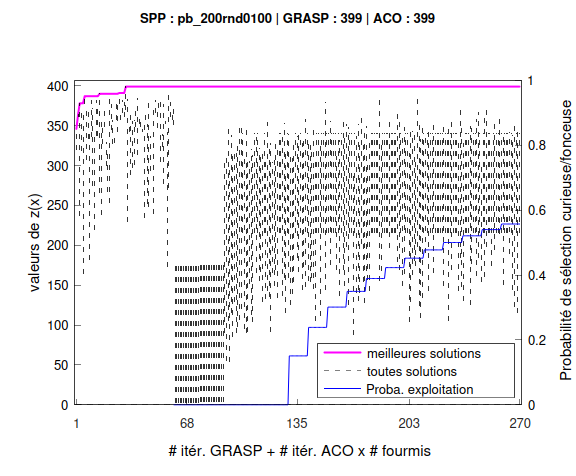 SPP : pb_200rnd0100 | GRASP : 399 | ACO : 399
valeurs de z(x)
400
350
300
250
200
150
100
50
0
1
0.8
0.6
0.4
0.2
0
Probabilité de sélection curieuse/fonceuse
meilleures solutions
toutes solutions
Proba. exploitation
1 68 135 203 270
# itér. GRASP + # itér. ACO x # fourmis